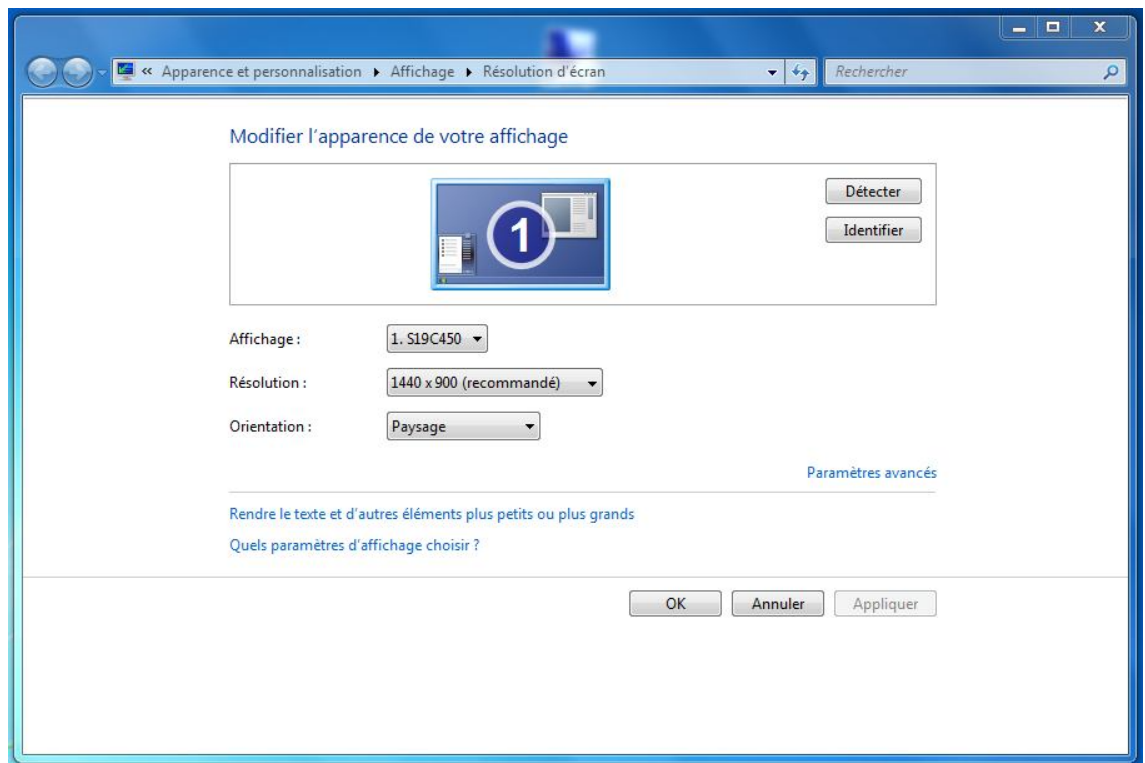 « Apparence et personnalisation ▸ Affichage ▸ Résolution d'écran
Rechercher
Modifier l'apparence de votre affichage
1
Détecter
Identifier
Affichage :
1. S19C450
Résolution :
1440 x 900 (recommandé)
Orientation :
Paysage
Paramètres avancés
Rendre le texte et d'autres éléments plus petits ou plus grands
Quels paramètres d'affichage choisir ?
OK
Annuler
Appliquer